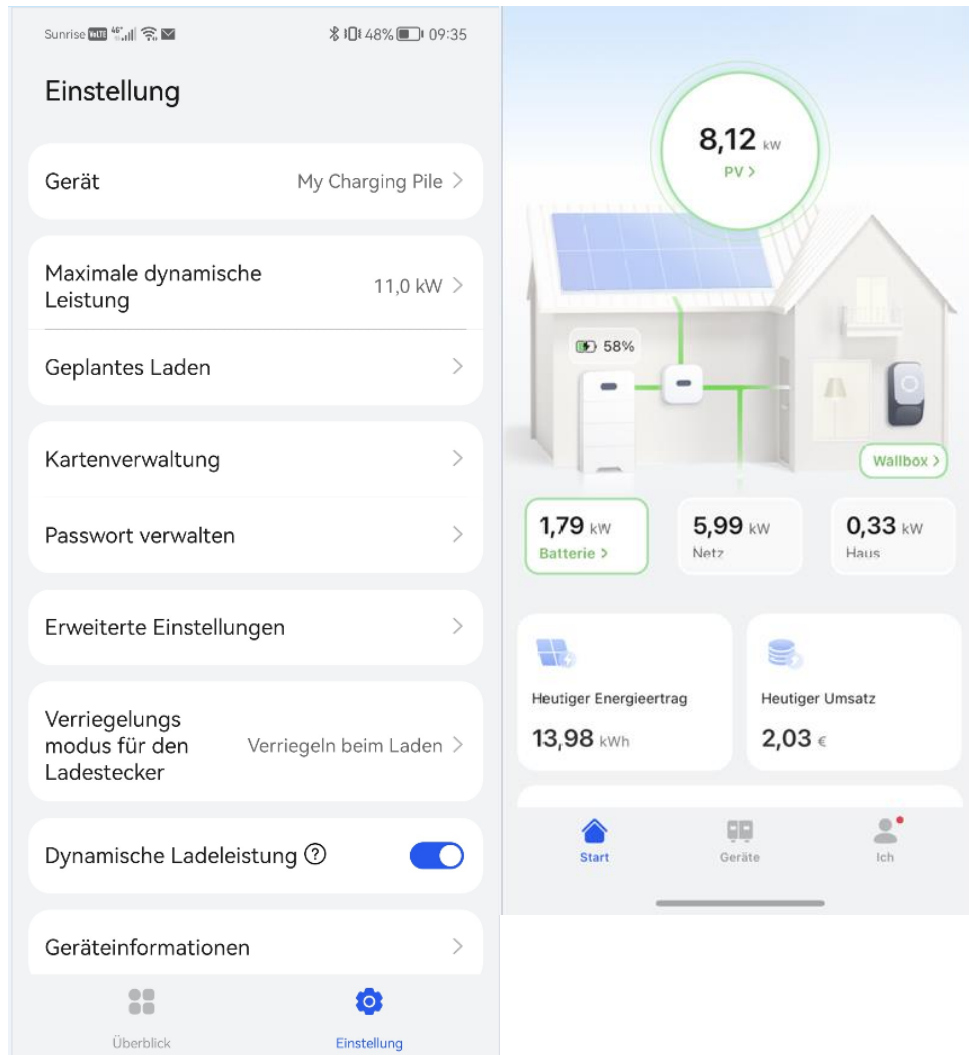 Sunrise VoLTE 4G+ 48% 09:35
Einstellung
Gerät My Charging Pile >
Maximale dynamische
Leistung 11,0 kW >
Geplantes Laden >
Kartenverwaltung >
Passwort verwalten >
Erweiterte Einstellungen >
Verriegelungs
modus für den
Ladestecker Verriegeln beim Laden >
Dynamische Ladeleistung ?
Geräteinformationen >
Überblick Einstellung
8,12 kW
PV >
58%
Wallbox >
1,79 kW 5,99 kW 0,33 kW
Batterie > Netz Haus
Heutiger Energieertrag Heutiger Umsatz
13,98 kWh 2,03 €
Start Geräte Ich